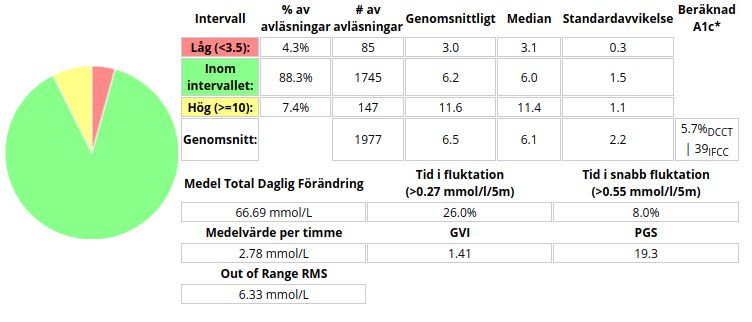 Intervall % av avläsningar # av avläsningar Genomsnittligt Median Standardavvikelse Beräknad A1c*
Låg (<3.5): 4.3% 85 3.0 3.1 0.3
Inom intervallet: 88.3% 1745 6.2 6.0 1.5
Hög (>=10): 7.4% 147 11.6 11.4 1.1
Genomsnitt: 1977 6.5 6.1 2.2 5.7%DCCT | 39IFCC
Medel Total Daglig Förändring Tid i fluktation (>0.27 mmol/l/5m) Tid i snabb fluktation (>0.55 mmol/l/5m)
66.69 mmol/L 26.0% 8.0%
Medelvärde per timme GVI PGS
2.78 mmol/L 1.41 19.3
Out of Range RMS
6.33 mmol/L